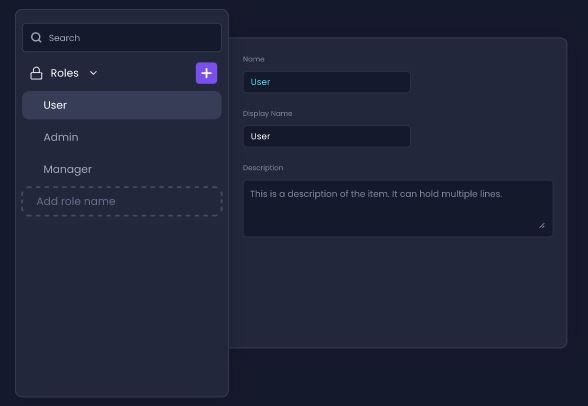 Search
Roles
User
Admin
Manager
Add role name
Name
User
Display Name
User
Description
This is a description of the item. It can hold multiple lines.